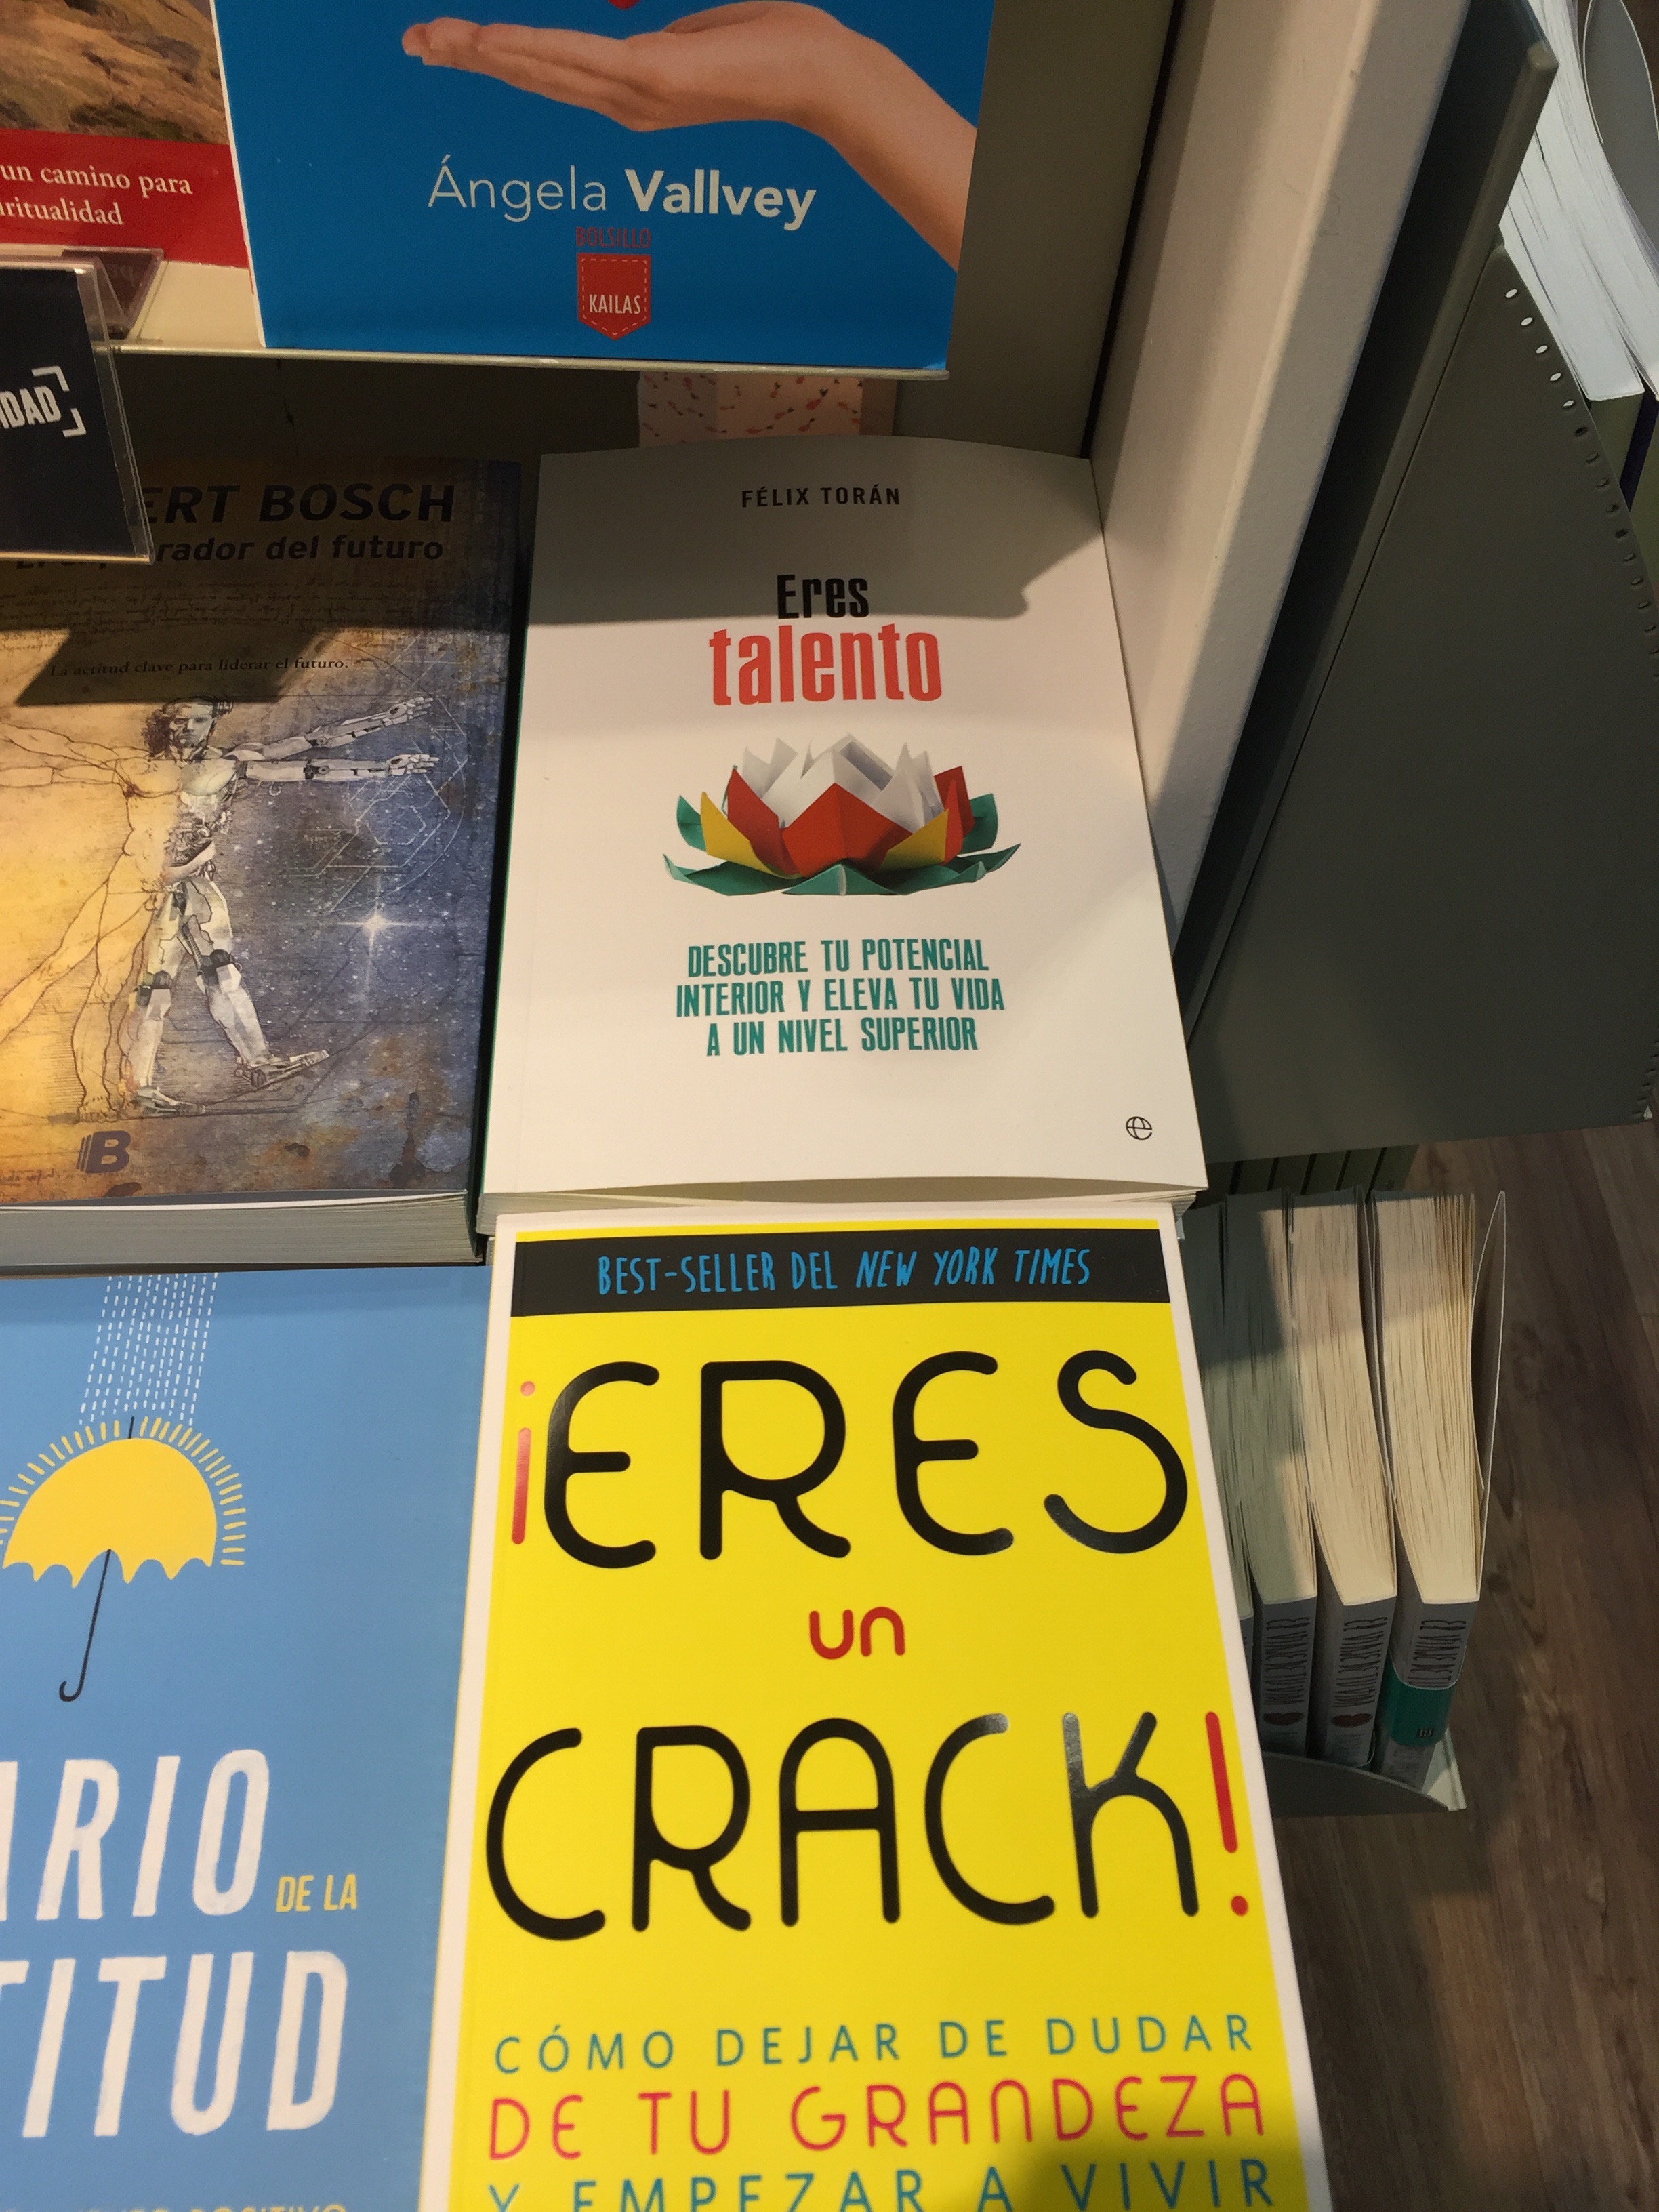 un camino para
Ángela Vallvey
BOLSILLO
KAILAS
IDAD
ERT BOSCH
rador del futuro
La actitud clave para liderar el futuro.
B
FÉLIX TORÁN
Eres
talento
DESCUBRE TU POTENCIAL
INTERIOR Y ELEVA TU VIDA
A UN NIVEL SUPERIOR
BEST-SELLER DEL NEW YORK TIMES
¡ERES
un
CRACK!
CÓMO DEJAR DE DUDAR
DE TU GRANDEZA
Y EMPEZAR A VIVIR
ARIO DE LA
TITUD